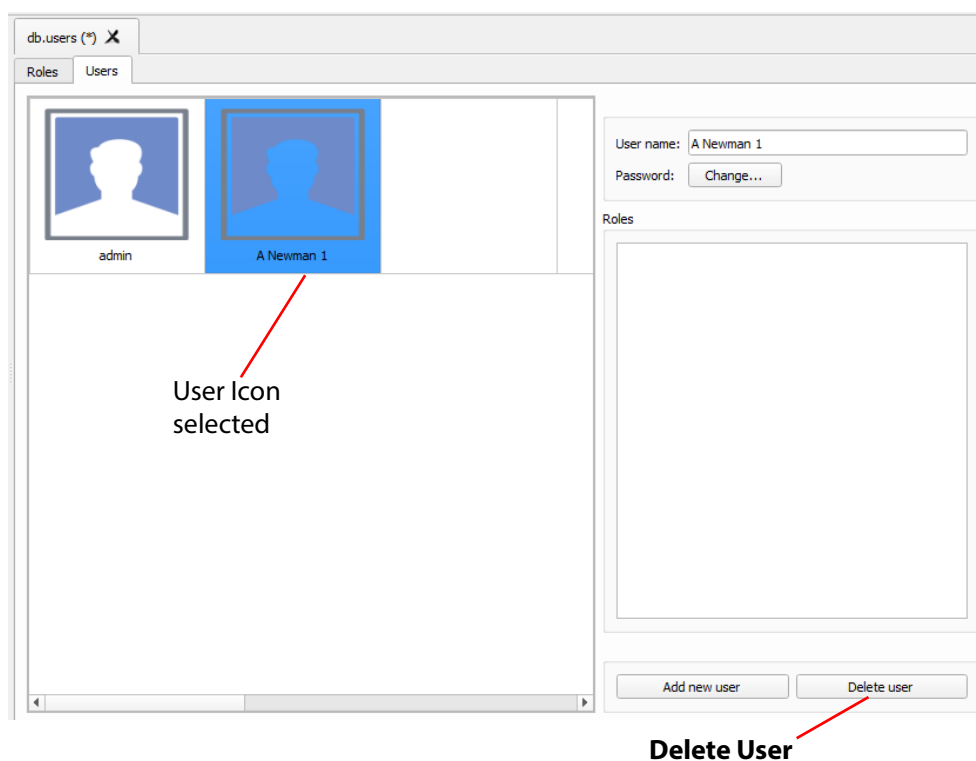 db.users (*)
Roles Users
User name: A Newman 1
Password: Change...
Roles
admin A Newman 1
User Icon
selected
Add new user Delete user
Delete User